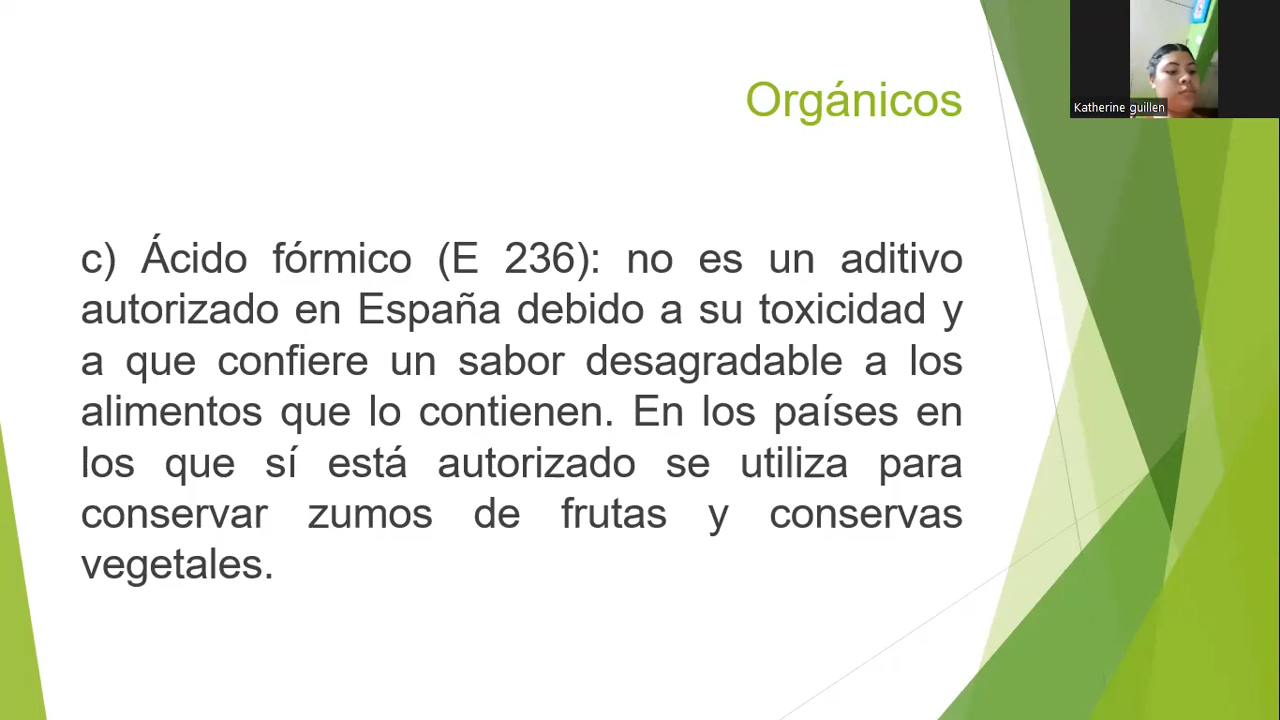 Orgánicos
Katherine guillen
c) Ácido fórmico (E 236): no es un aditivo
autorizado en España debido a su toxicidad y
a que confiere un sabor desagradable a los
alimentos que lo contienen. En los países en
los que sí está autorizado se utiliza para
conservar zumos de frutas y conservas
vegetales.